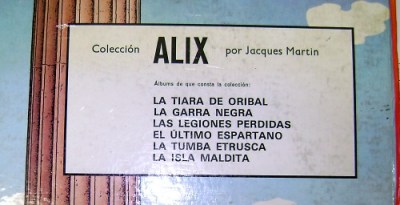 Colección ALIX por Jacques Martin
Álbums de que consta la colección:
LA TIARA DE ORIBAL
LA GARRA NEGRA
LAS LEGIONES PERDIDAS
EL ÚLTIMO ESPARTANO
LA TUMBA ETRUSCA
LA ISLA MALDITA